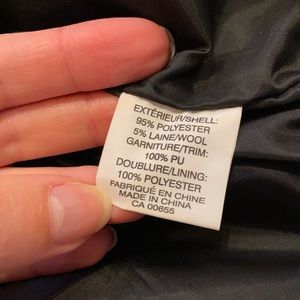 EXTÉRIEUR/SHELL:
95% POLYESTER
5% LAINE/WOOL
GARNITURE/TRIM:
100% PU
DOUBLURE/LINING:
100% POLYESTER
FABRIQUÉ EN CHINE
MADE IN CHINA
CA 00655